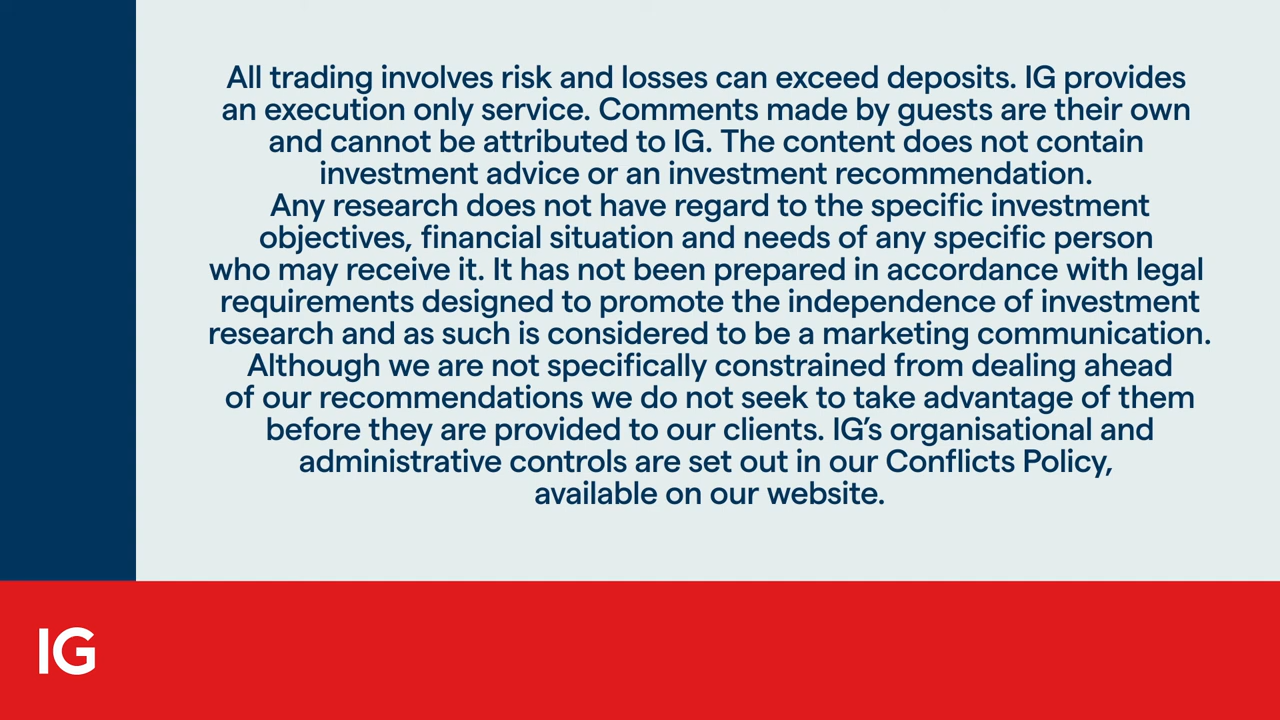 All trading involves risk and losses can exceed deposits. IG provides
an execution only service. Comments made by guests are their own
and cannot be attributed to IG. The content does not contain
investment advice or an investment recommendation.
Any research does not have regard to the specific investment
objectives, financial situation and needs of any specific person
who may receive it. It has not been prepared in accordance with legal
requirements designed to promote the independence of investment
research and as such is considered to be a marketing communication.
Although we are not specifically constrained from dealing ahead
of our recommendations we do not seek to take advantage of them
before they are provided to our clients. IG’s organisational and
administrative controls are set out in our Conflicts Policy,
available on our website.
IG